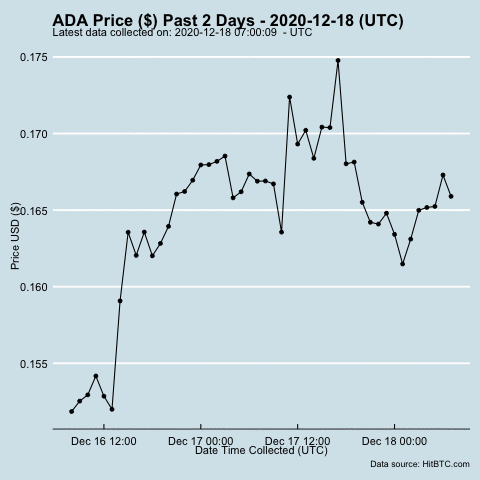 ADA Price ($) Past 2 Days - 2020-12-18 (UTC)
Latest data collected on: 2020-12-18 07:00:09  - UTC
0.175
0.170
0.165
0.160
0.155
Price USD ($)
Dec 16 12:00
Dec 17 00:00
Dec 17 12:00
Dec 18 00:00
Date Time Collected (UTC)
Data source: HitBTC.com